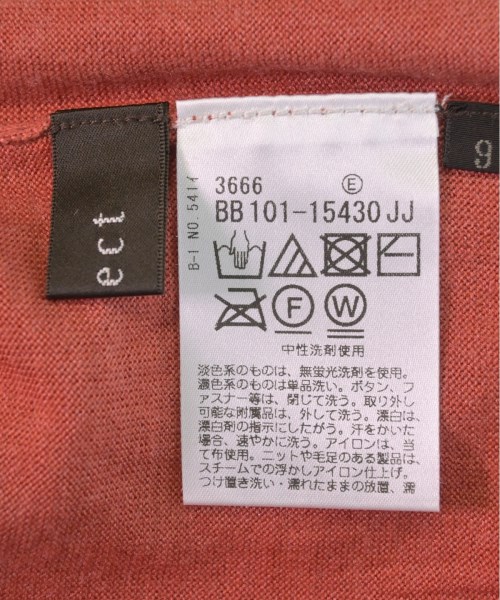 ect
B-I NO.5414
3666 Ⓔ
BB101-15430JJ
F W
中性洗剤使用
淡色系のものは、無蛍光洗剤を使用。
濃色系のものは単品洗い。ボタン、フ
ァスナー等は、閉じて洗う。取り外し
可能な附属品は、外して洗う。漂白は、
漂白剤の指示にしたがう。汗をかいた
場合、速やかに洗う。アイロンは、当
て布使用。ニットや毛足のある製品は、
スチームでの浮かしアイロン仕上げ。
つけ置き洗い・濡れたままの放置、濡
9